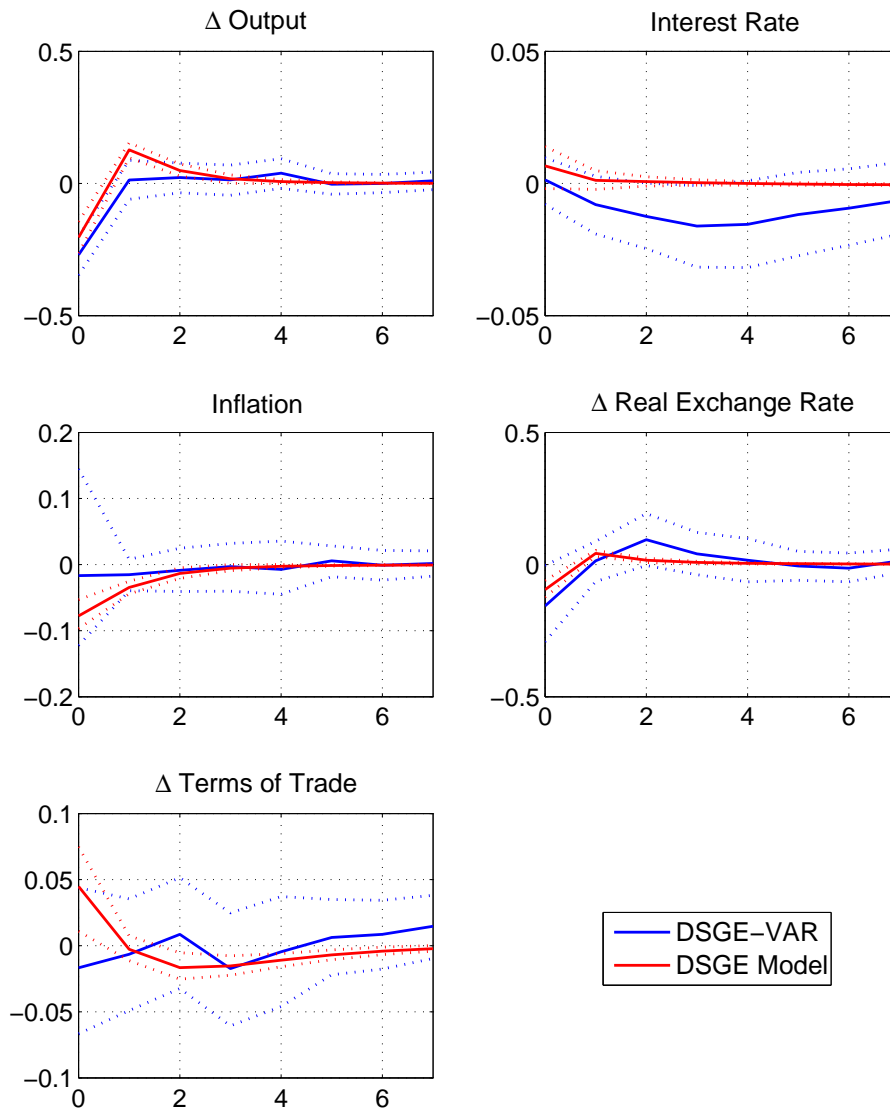 Δ Output
0.5
0
−0.5
0 2 4 6
Interest Rate
0.05
0
−0.05
0 2 4 6
Inflation
0.2
0.1
0
−0.1
−0.2
0 2 4 6
Δ Real Exchange Rate
0.5
0
−0.5
0 2 4 6
Δ Terms of Trade
0.1
0.05
0
−0.05
−0.1
0 2 4 6
DSGE−VAR
DSGE Model